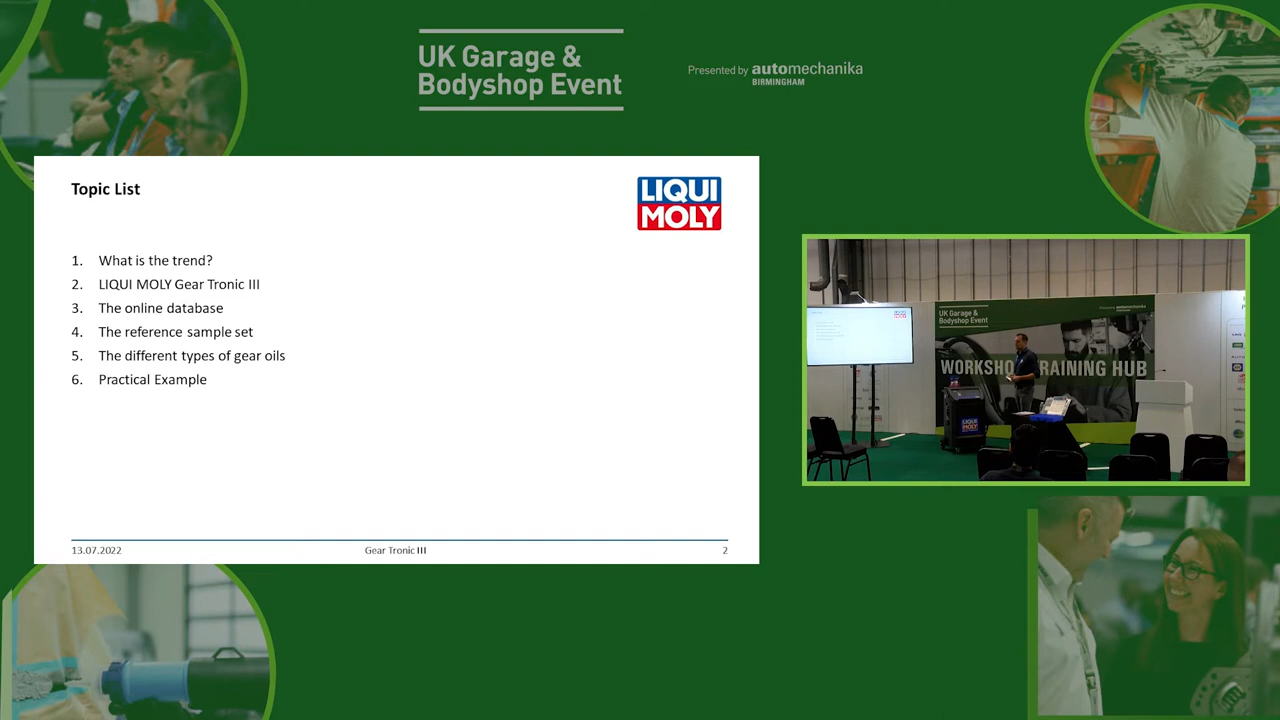 UK Garage &
Bodyshop Event
Presented by automechanika
BIRMINGHAM
Topic List
LIQUI
MOLY
1. What is the trend?
2. LIQUI MOLY Gear Tronic III
3. The online database
4. The reference sample set
5. The different types of gear oils
6. Practical Example
13.07.2022
Gear Tronic III
2
UK Garage &
Bodyshop Event
WORKSHO
RAINING HUB
LIQUI
MOLY